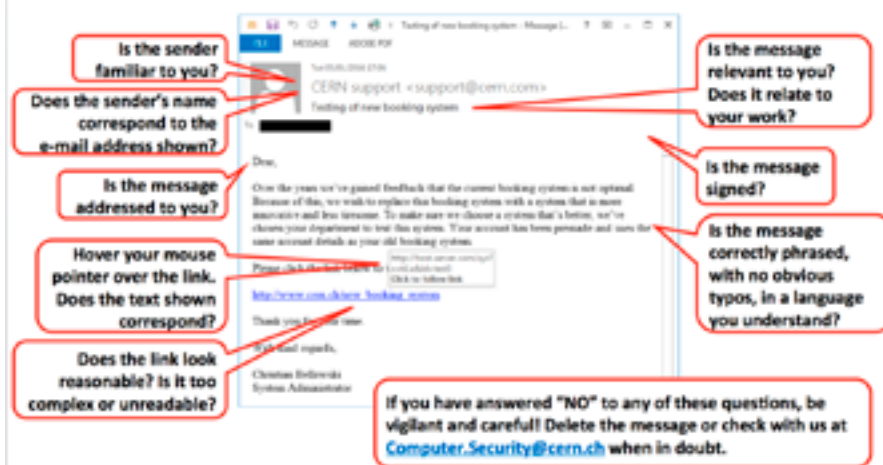 Testing of new booking system - Message
FILE MESSAGE ADOBE PDF
CERN support <support@cern.com>
Testing of new booking system
To
Dear,
Over the years we've gained feedback that the current booking system is not optimal.
Because of this, we wish to replace this booking system with a system that is more
innovative and less tiresome. To make sure we choose a system that's better, we've
chosen your department to test this system. Your account has been premade and uses the
same account details as your old booking system.
Please click the link below to
Click to follow link
http://www.cern.ch/new_booking_system
Thank you for your time.
With kind regards,
Christian
System Administrator
Is the sender
familiar to you?
Does the sender's name
correspond to the
e-mail address shown?
Is the message
addressed to you?
Hover your mouse
pointer over the link.
Does the text shown
correspond?
Does the link look
reasonable? Is it too
complex or unreadable?
Is the message
relevant to you?
Does it relate to
your work?
Is the message
signed?
Is the message
correctly phrased,
with no obvious
typos, in a language
you understand?
If you have answered "NO" to any of these questions, be
vigilant and careful! Delete the message or check with us at
Computer.Security@cern.ch when in doubt.